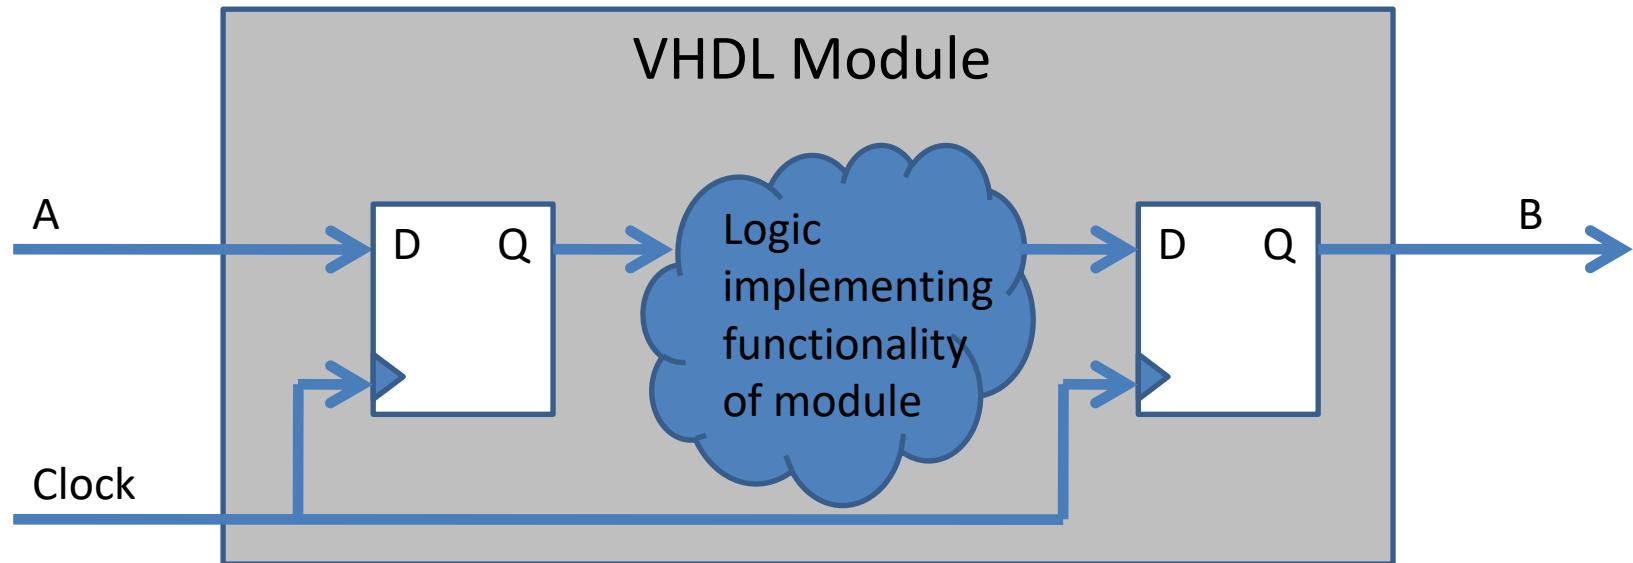 VHDL Module
A
D Q
Logic
implementing
functionality
of module
D Q
B
Clock